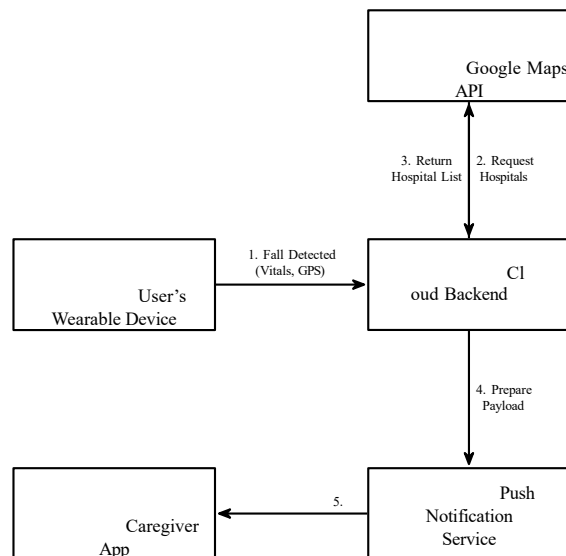 Google Maps
API
3. Return
Hospital List
2. Request
Hospitals
1. Fall Detected
(Vitals, GPS)
User’s
Wearable Device
Cl
oud Backend
4. Prepare
Payload
Caregiver
App
5.
Push
Notification
Service